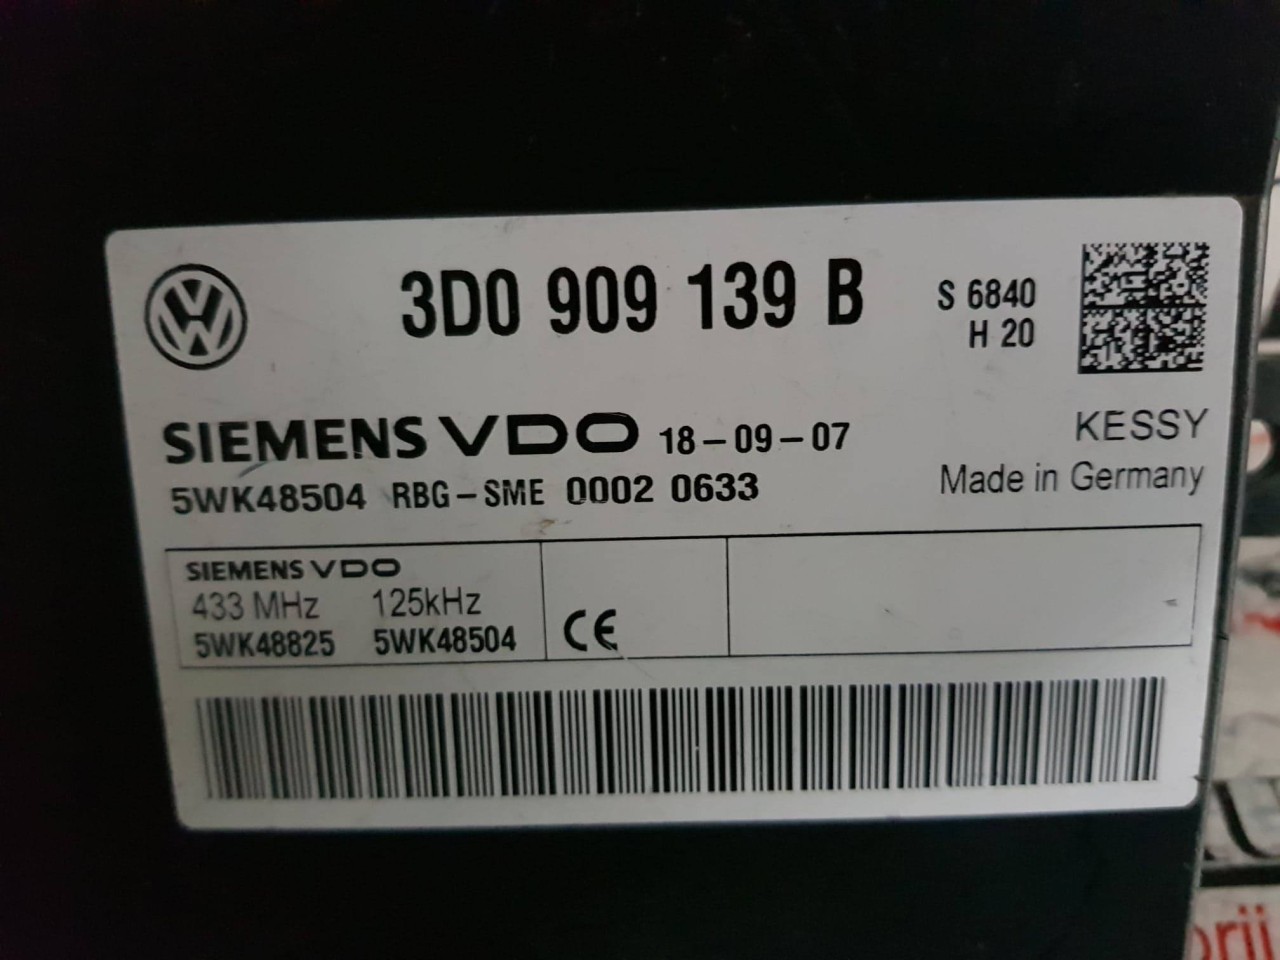 3D0 909 139 B
S 6840
H 20
SIEMENS VDO 18-09-07
KESSY
5WK48504 RBG-SME 0002 0633
Made in Germany
SIEMENS VDO
433 MHz 125kHz
5WK48825 5WK48504
CE
orii